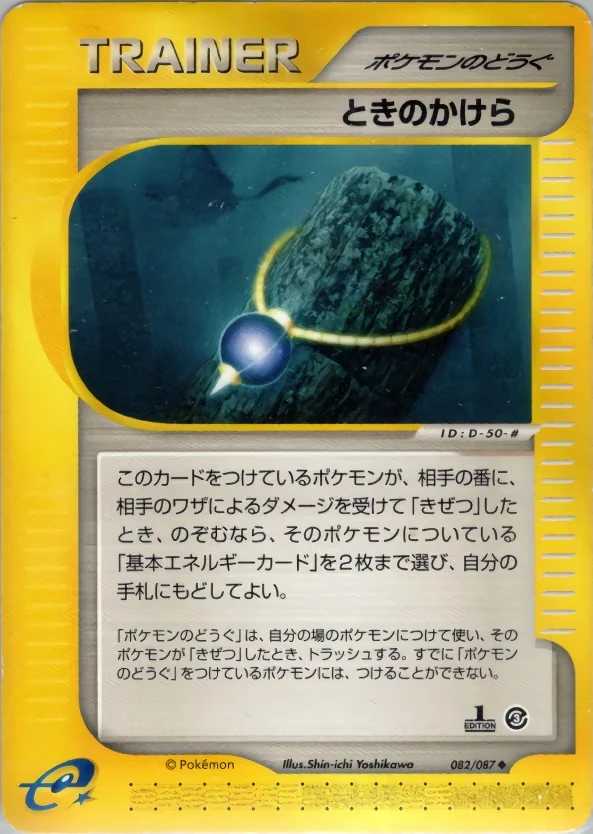 TRAINER
ポケモンのどうぐ
ときのかけら
ID:D-50-#
このカードをつけているポケモンが、相手の番に、
相手のワザによるダメージを受けて「きぜつ」した
とき、のぞむなら、そのポケモンについている
「基本エネルギーカード」を2枚まで選び、自分の
手札にもどしてよい。
「ポケモンのどうぐ」は、自分の場のポケモンにつけて使い、その
ポケモンが「きぜつ」したとき、トラッシュする。すでに「ポケモン
のどうぐ」をつけているポケモンには、つけることができない。
1
EDITION
3
© Pokémon
Illus.Shin-ichi Yoshikawa
082/087◆
e